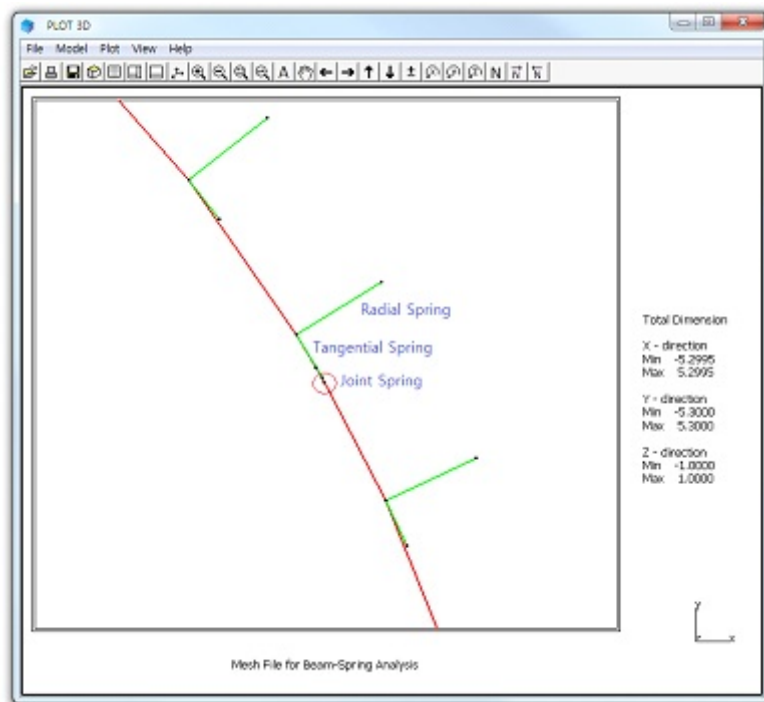 PLOT 3D
File Model Plot View Help
A N
Radial Spring
Tangential Spring
Joint Spring
Total Dimension
X - direction
Min -5.2995
Max 5.2995
Y - direction
Min -5.3000
Max 5.3000
Z - direction
Min -1.0000
Max 1.0000
y
x
Mesh File for Beam-Spring Analysis